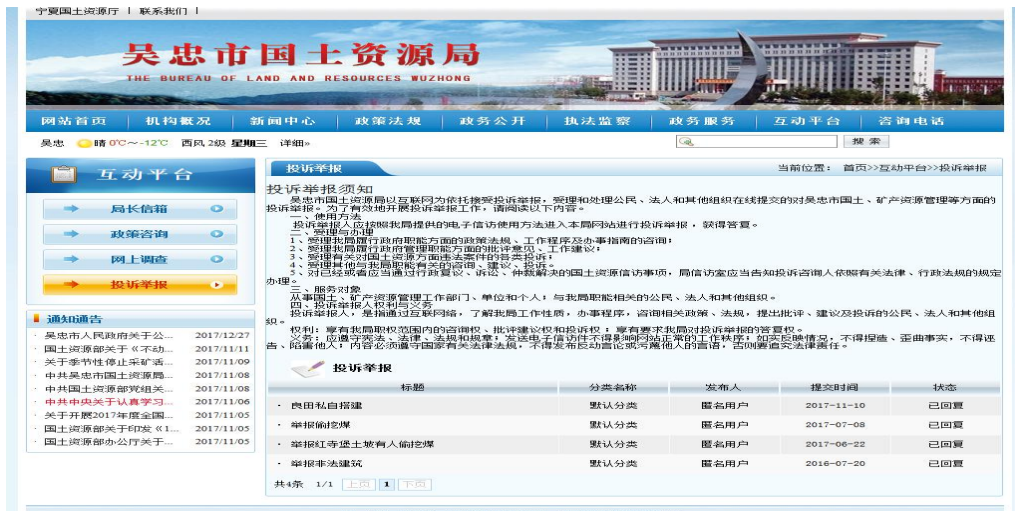 宁夏国土资源厅 | 联系我们 |
吴忠市国土资源局
THE BUREAU OF LAND AND RESOURCES WUZHONG
网站首页 机构概况 新闻中心 政策法规 政务公开 执法监察 政务服务 互动平台 咨询电话
吴忠 晴 0℃~-12℃ 西风 2级 星期三 详细»
搜索
互动平台
局长信箱
政策咨询
网上调查
投诉举报
通知通告
· 吴忠市人民政府关于公... 2017/12/27
· 国土资源部关于《不动... 2017/11/11
· 关于季节性停止采矿活... 2017/11/09
· 中共吴忠市国土资源局... 2017/11/08
· 中共国土资源部党组关... 2017/11/08
· 中共中央关于认真学习... 2017/11/06
· 关于开展2017年度全国... 2017/11/05
· 国土资源部关于印发《1... 2017/11/05
· 国土资源部办公厅关于... 2017/11/05
投诉举报
当前位置： 首页>>互动平台>>投诉举报
投诉举报须知
吴忠市国土资源局以互联网为依托接受投诉举报，受理和处理公民、法人和其他组织在线提交的对吴忠市国土、矿产资源管理等方面的
投诉举报。为了有效地开展投诉举报工作，请阅读以下内容。
一、使用方法
投诉举报人应按照我局提供的电子信访使用方法进入本局网站进行投诉举报，获得答复。
二、受理与办理
1、受理我局履行政府职能方面的政策法规、工作程序及办事指南的咨询；
2、受理我局履行政府管理职能方面的批评意见、工作建议；
3、受理有关对国土资源方面违法案件的各类投诉；
4、受理其他与我局职能有关的咨询、建议、投诉。
5、对已经或者应当通过行政复议、诉讼、仲裁解决的国土资源信访事项，局信访室应当告知投诉咨询人依照有关法律、行政法规的规定
办理。
三、服务对象
从事国土、矿产资源管理工作部门、单位和个人；与我局职能相关的公民、法人和其他组织。
四、投诉举报人权利与义务
投诉举报人，是指通过互联网络，了解我局工作性质，办事程序，咨询相关政策、法规，提出批评、建议及投诉的公民、法人和其他组
织。
权利：享有我局职权范围内的咨询权、批评建议权和投诉权；享有要求我局对投诉举报的答复权。
义务：应遵守宪法、法律、法规和规章；发送电子信访件不得影响网站正常的工作秩序；如实反映情况，不得捏造、歪曲事实，不得诬
告、陷害他人；内容必须遵守国家有关法律法规，不得发布反动言论或污蔑他人的言语，否则要追究法律责任。
投诉举报
标题 分类名称 发布人 提交时间 状态
· 良田私自搭建 默认分类 匿名用户 2017-11-10 已回复
· 举报偷挖煤 默认分类 匿名用户 2017-07-08 已回复
· 举报红寺堡土坡有人偷挖煤 默认分类 匿名用户 2017-06-22 已回复
· 举报非法建筑 默认分类 匿名用户 2016-07-20 已回复
共4条 1/1 上页 1 下页